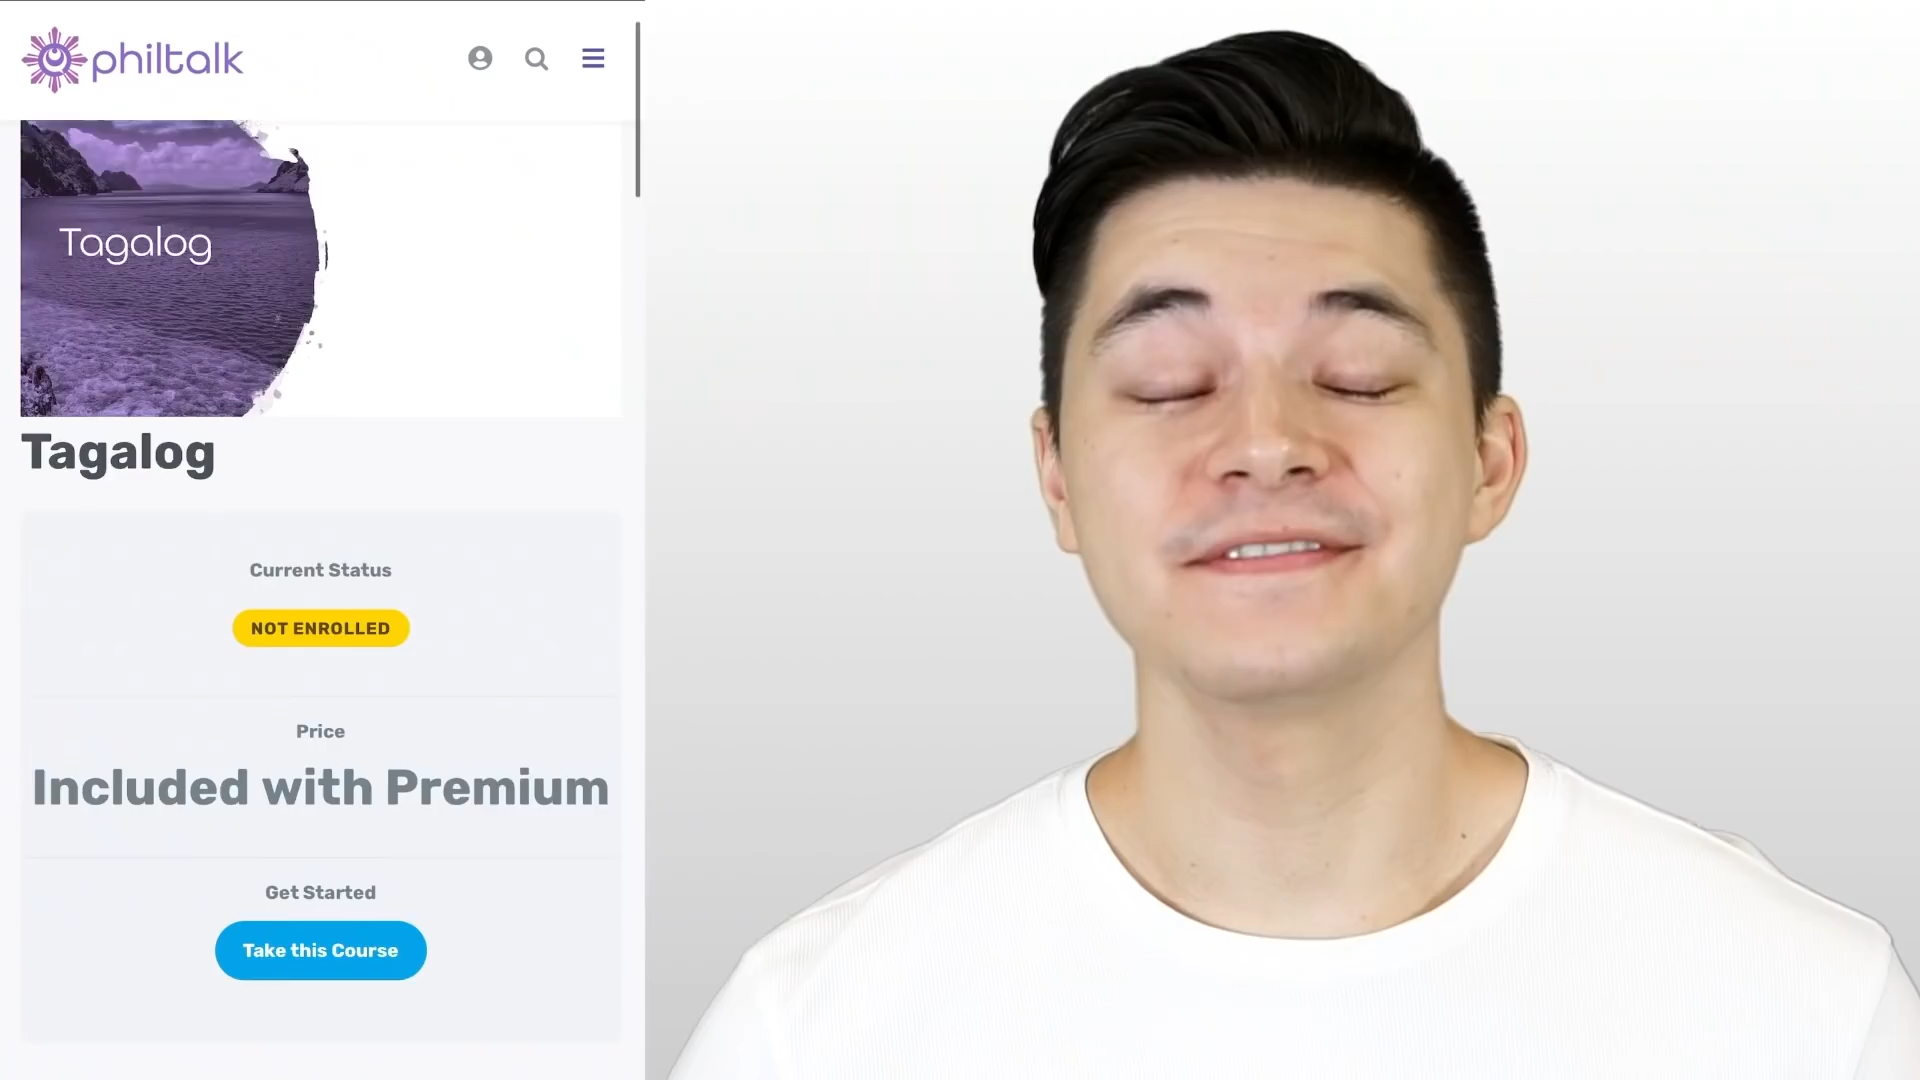 philtalk
Tagalog
Tagalog
Current Status
NOT ENROLLED
Price
Included with Premium
Get Started
Take this Course